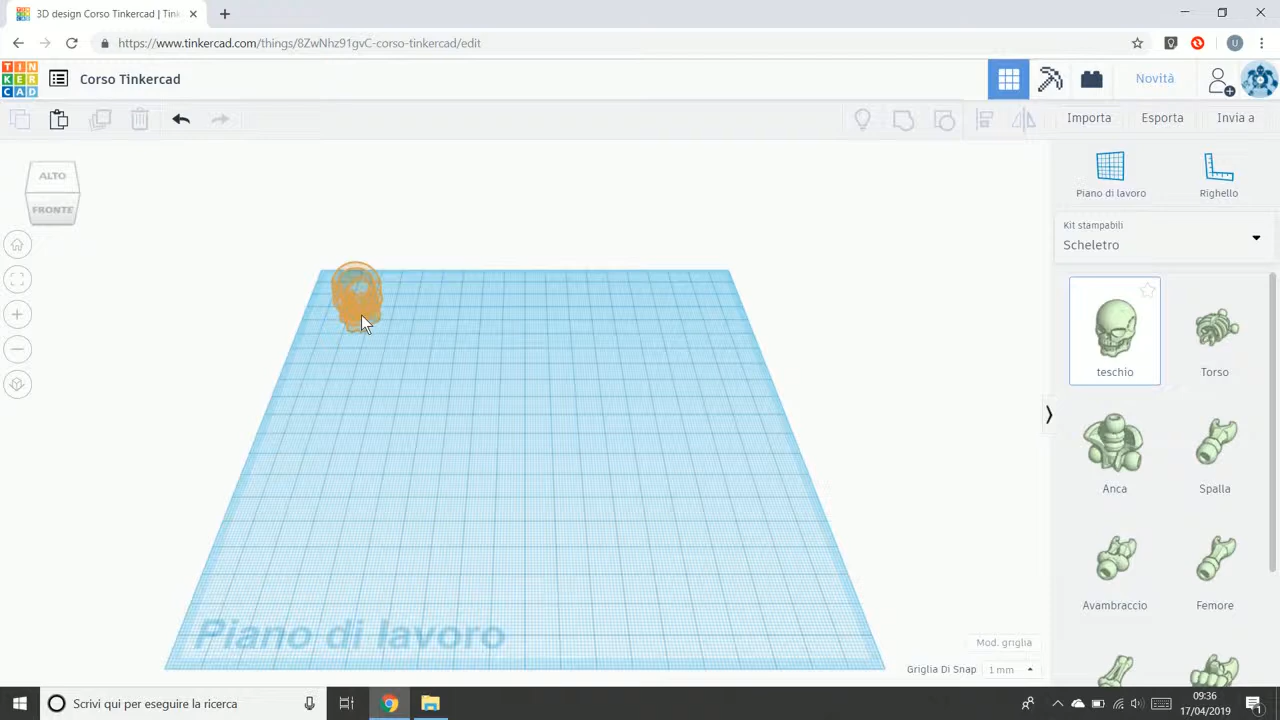 3D design Corso Tinkercad | Tink
https://www.tinkercad.com/things/8ZwNhz91gvC-corso-tinkercad/edit
U
TIN
KER
CAD
Corso Tinkercad
Novità
Importa
Esporta
Invia a
ALTO
FRONTE
Piano di lavoro
Righello
Kit stampabili
Scheletro
teschio
Torso
Anca
Spalla
Avambraccio
Femore
Piano di lavoro
Mod. griglia
Griglia Di Snap
1 mm
Scrivi qui per eseguire la ricerca
09:36
17/04/2019
1